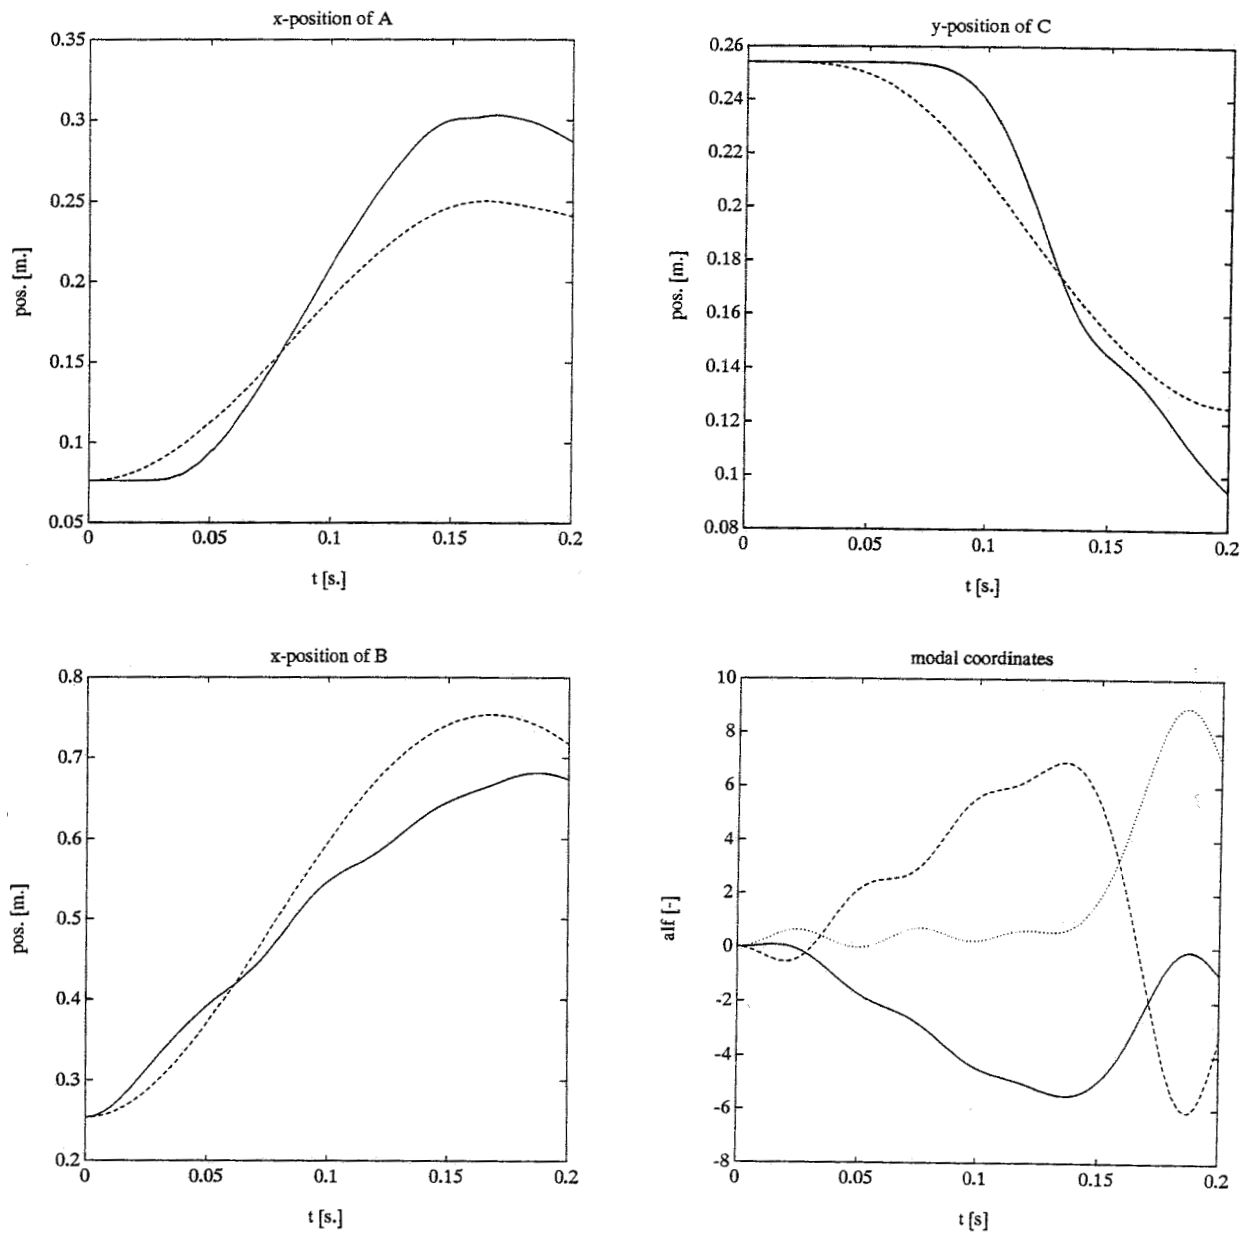 x-position of A
0.35
0.3
0.25
0.2
0.15
0.1
0.05
pos. [m.]
0 0.05 0.1 0.15 0.2
t [s.]
y-position of C
0.26
0.24
0.22
0.2
0.18
0.16
0.14
0.12
0.1
0.08
pos. [m.]
0 0.05 0.1 0.15 0.2
t [s.]
x-position of B
0.8
0.7
0.6
0.5
0.4
0.3
0.2
pos. [m.]
0 0.05 0.1 0.15 0.2
t [s.]
modal coordinates
10
8
6
4
2
0
-2
-4
-6
-8
alf [-]
0 0.05 0.1 0.15 0.2
t [s]